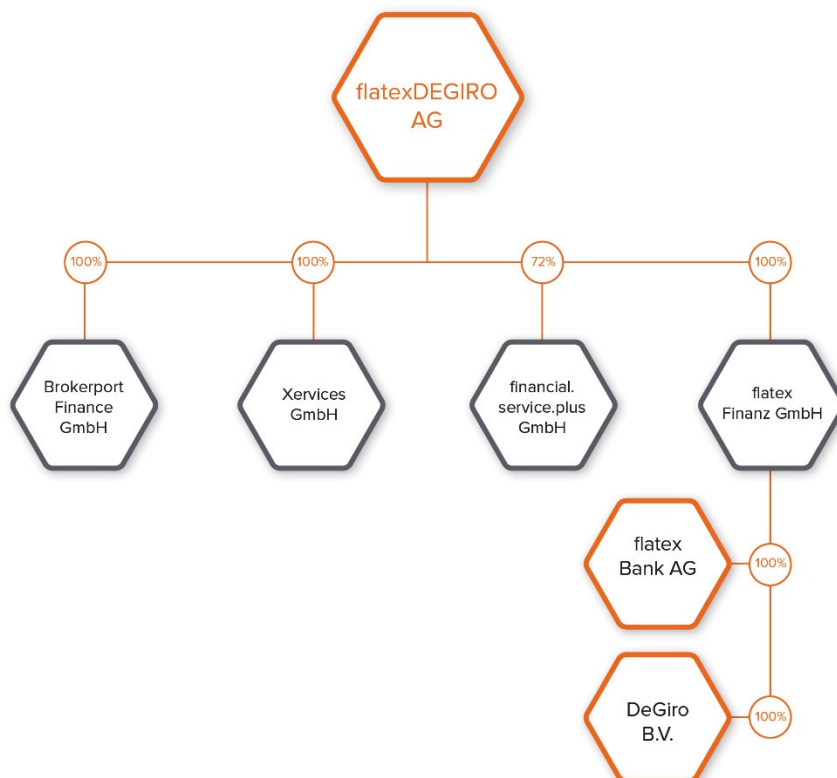 flatexDEGIRO
AG
100%
100%
72%
100%
Brokerport
Finance
GmbH
Xervices
GmbH
financial.
service.plus
GmbH
flatex
Finanz GmbH
flatex
Bank AG
100%
DeGiro
B.V.
100%